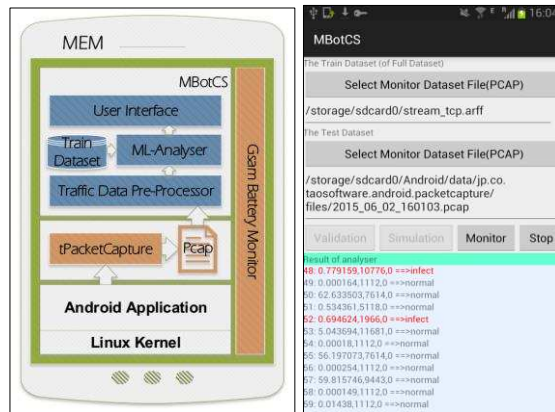 MEM
MBotCS
User Interface
Train
Dataset
ML-Analyser
Traffic Data Pre-Processor
tPacketCapture
Pcap
Gsam Battery Monitor
Android Application
Linux Kernel
16:04
MBotCS
The Train Dataset (of Full Dataset)
Select Monitor Dataset File(PCAP)
/storage/sdcard0/stream_tcp.arff
The Test Dataset
Select Monitor Dataset File(PCAP)
/storage/sdcard0/Android/data/jp.co.
taosoftware.android.packetcapture/
files/2015_06_02_160103.pcap
Validation Simulation Monitor Stop
Result of analyser
48: 0.779159,10776,0 ==>infect
49: 0.000164,1112,0 ==>normal
50: 62.633503,7614,0 ==>normal
51: 0.534361,5118,0 ==>normal
52: 0.694624,1966,0 ==>infect
53: 5.043694,11681,0 ==>normal
54: 0.00018,1112,0 ==>normal
55: 56.197073,7614,0 ==>normal
56: 0.000254,1112,0 ==>normal
57: 59.815746,9443,0 ==>normal
58: 0.000149,1112,0 ==>normal
59: 0.01438,1112,0 ==>normal